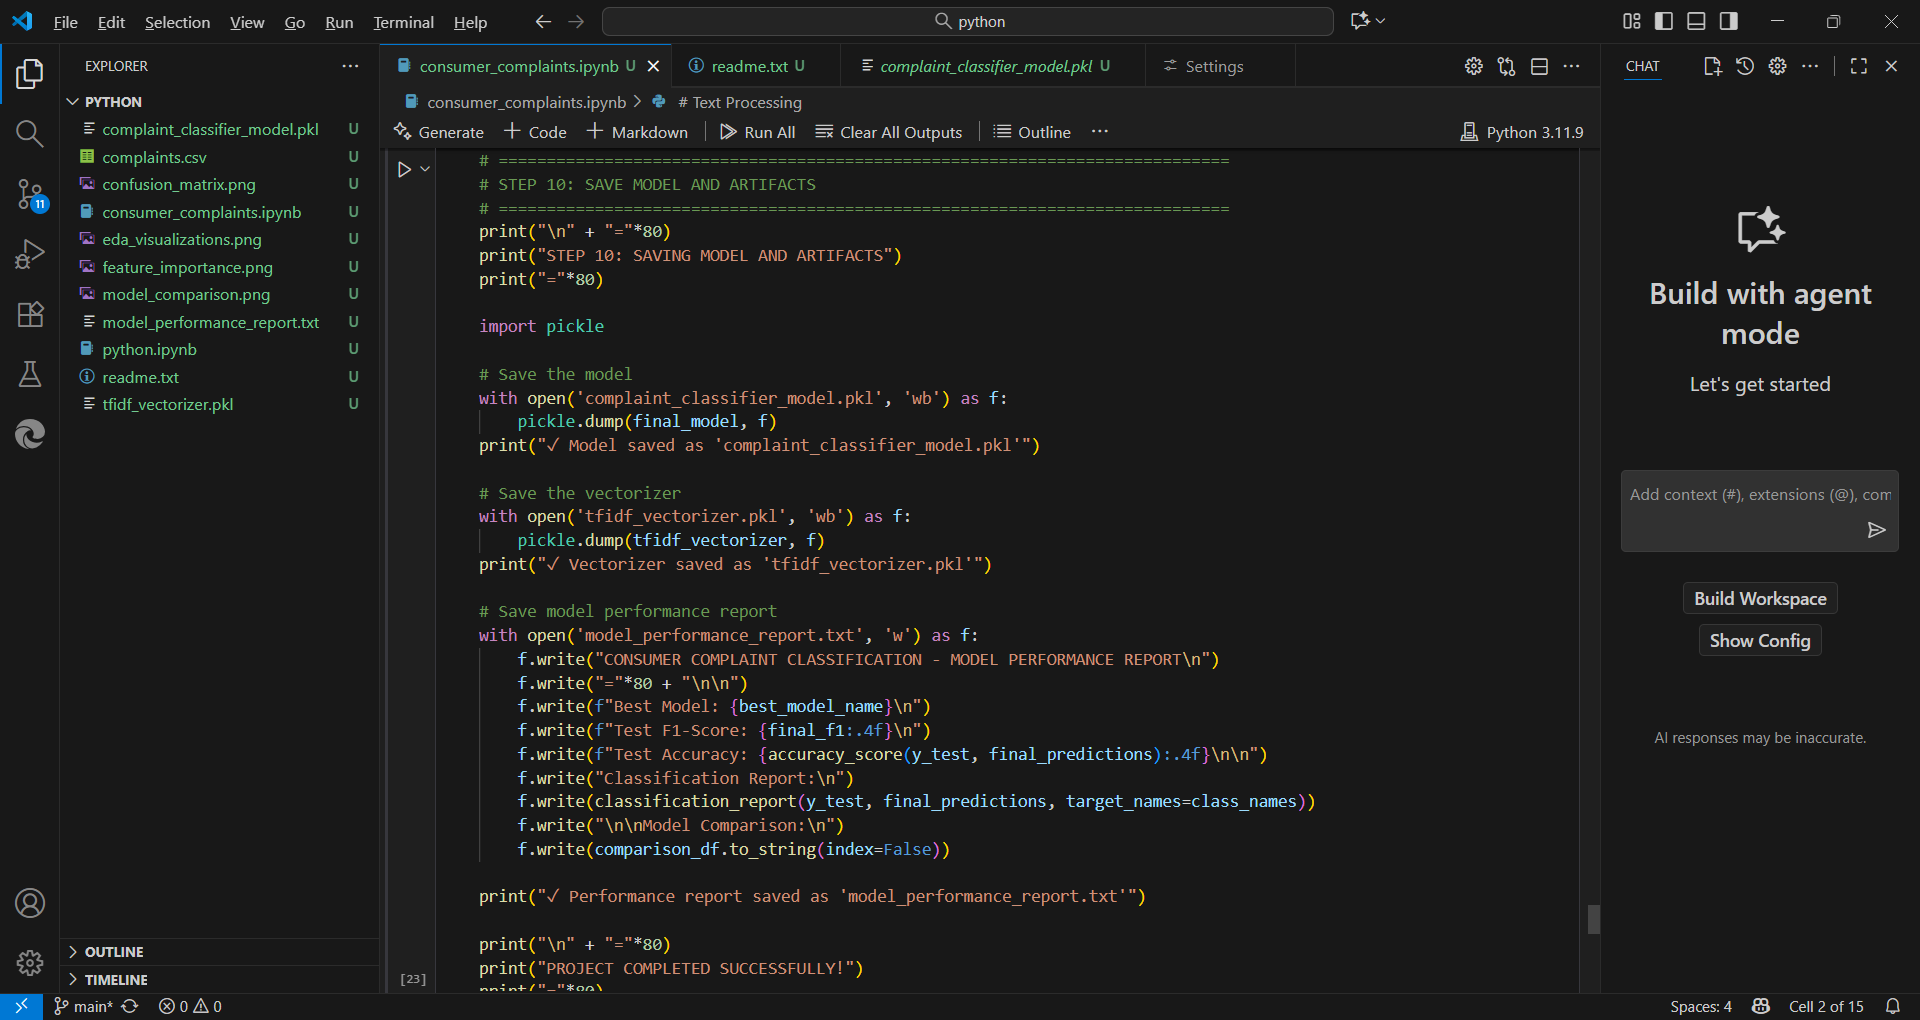 File Edit Selection View Go Run Terminal Help
python
EXPLORER
PYTHON
complaint_classifier_model.pkl U
complaints.csv U
confusion_matrix.png U
consumer_complaints.ipynb U
eda_visualizations.png U
feature_importance.png U
model_comparison.png U
model_performance_report.txt U
python.ipynb U
readme.txt U
tfidf_vectorizer.pkl U
OUTLINE
TIMELINE
11
consumer_complaints.ipynb U
readme.txt U
complaint_classifier_model.pkl U
Settings
consumer_complaints.ipynb > # Text Processing
Generate + Code + Markdown Run All Clear All Outputs Outline ... Python 3.11.9
# ============================================================================
# STEP 10: SAVE MODEL AND ARTIFACTS
# ============================================================================
print("\n" + "="*80)
print("STEP 10: SAVING MODEL AND ARTIFACTS")
print("="*80)
import pickle
# Save the model
with open('complaint_classifier_model.pkl', 'wb') as f:
    pickle.dump(final_model, f)
print("✓ Model saved as 'complaint_classifier_model.pkl'")
# Save the vectorizer
with open('tfidf_vectorizer.pkl', 'wb') as f:
    pickle.dump(tfidf_vectorizer, f)
print("✓ Vectorizer saved as 'tfidf_vectorizer.pkl'")
# Save model performance report
with open('model_performance_report.txt', 'w') as f:
    f.write("CONSUMER COMPLAINT CLASSIFICATION - MODEL PERFORMANCE REPORT\n")
    f.write("="*80 + "\n\n")
    f.write(f"Best Model: {best_model_name}\n")
    f.write(f"Test F1-Score: {final_f1:.4f}\n")
    f.write(f"Test Accuracy: {accuracy_score(y_test, final_predictions):.4f}\n\n")
    f.write("Classification Report:\n")
    f.write(classification_report(y_test, final_predictions, target_names=class_names))
    f.write("\n\nModel Comparison:\n")
    f.write(comparison_df.to_string(index=False))
print("✓ Performance report saved as 'model_performance_report.txt'")
print("\n" + "="*80)
print("PROJECT COMPLETED SUCCESSFULLY!")
print("="*80)
[23]
CHAT
Build with agent
mode
Let's get started
Add context (#), extensions (@), com
Build Workspace
Show Config
AI responses may be inaccurate.
main* 0 0
Spaces: 4 Cell 2 of 15